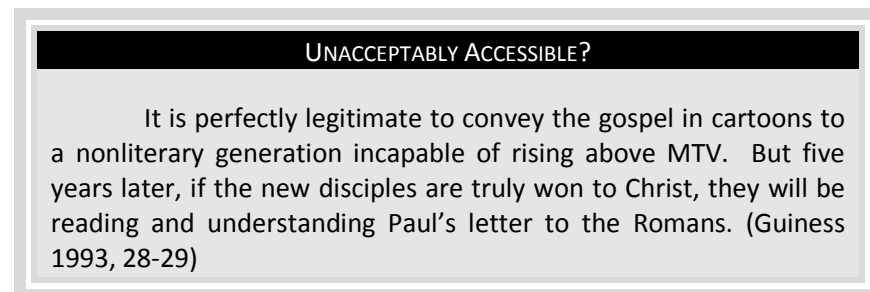 UNACCEPTABLY ACCESSIBLE?
It is perfectly legitimate to convey the gospel in cartoons to
a nonliterary generation incapable of rising above MTV. But five
years later, if the new disciples are truly won to Christ, they will be
reading and understanding Paul’s letter to the Romans. (Guiness
1993, 28-29)